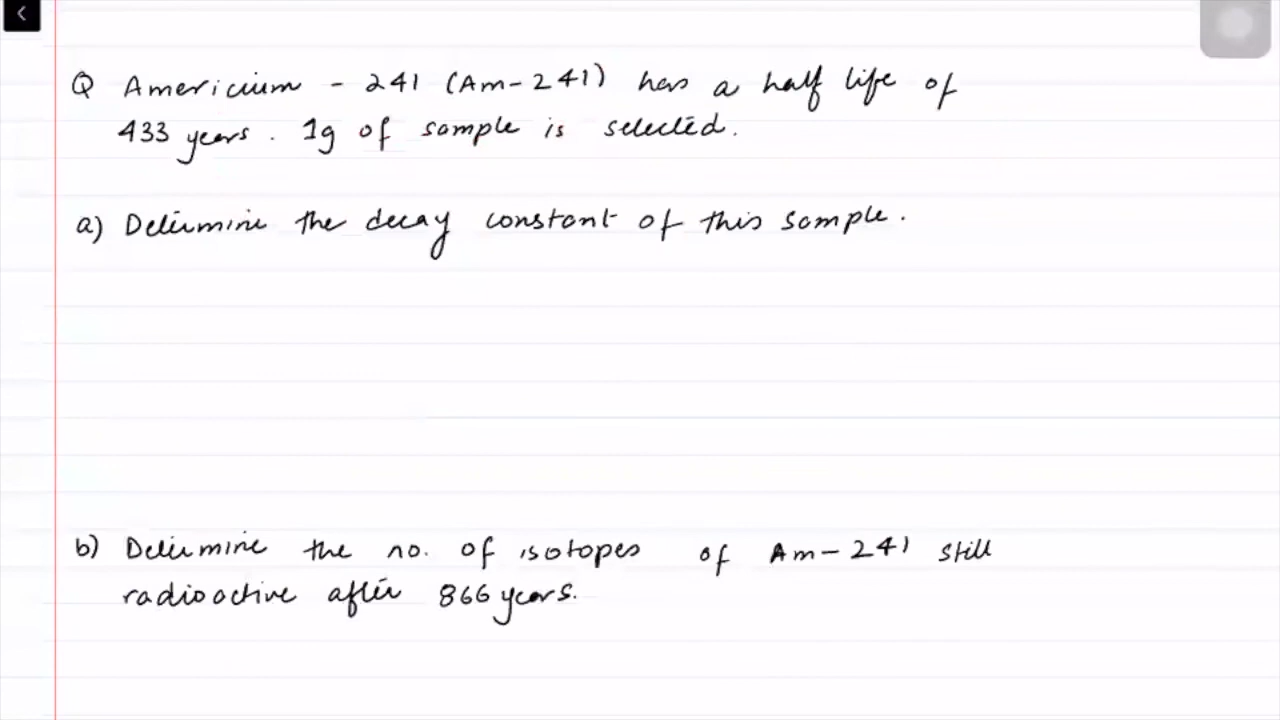 Q Americium - 241 (Am-241) has a half life of
433 years. 1g of sample is selected.
a) Determine the decay constant of this sample.
b) Determine the no. of isotopes of Am-241 still
radioactive after 866 years.